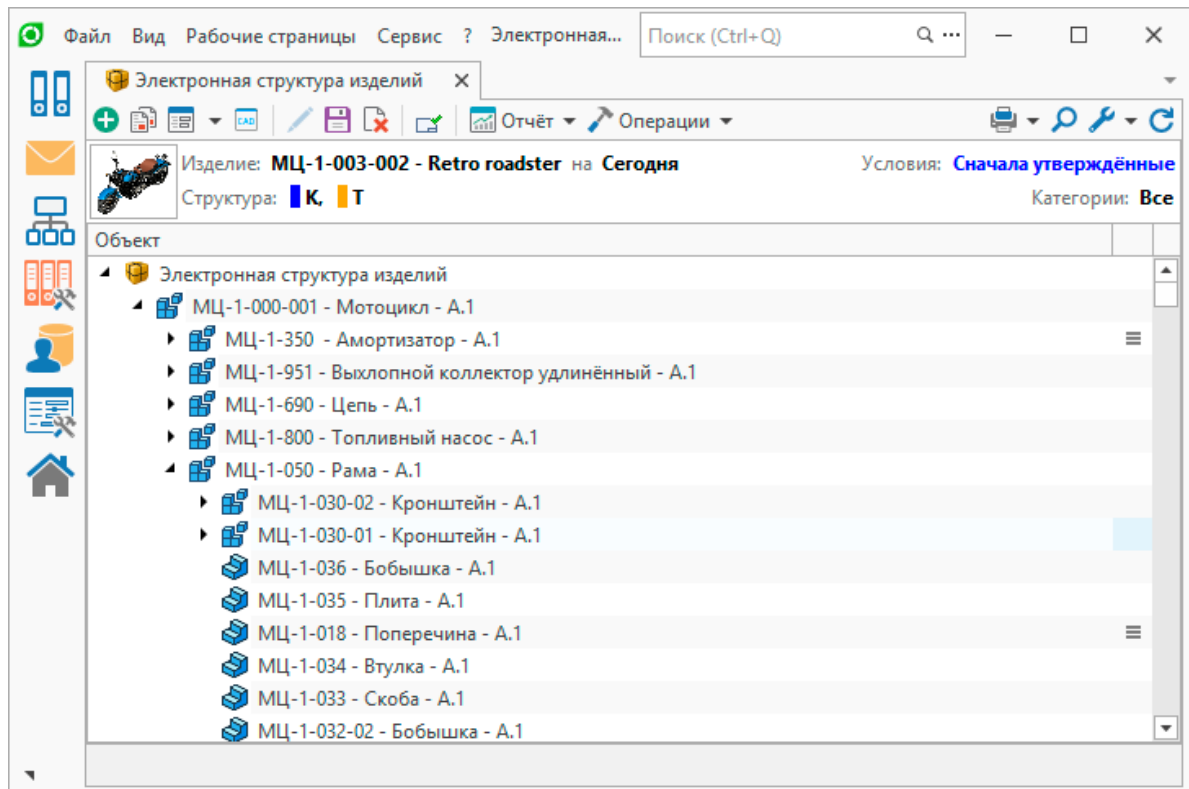 Файл Вид Рабочие страницы Сервис ? Электронная... Поиск (Ctrl+Q)
Электронная структура изделий
CAD Отчёт Операции
Изделие: МЦ-1-003-002 - Retro roadster на Сегодня Условия: Сначала утверждённые
Структура: К, Т Категории: Все
Объект
Электронная структура изделий
МЦ-1-000-001 - Мотоцикл - А.1
МЦ-1-350 - Амортизатор - А.1
МЦ-1-951 - Выхлопной коллектор удлинённый - А.1
МЦ-1-690 - Цепь - А.1
МЦ-1-800 - Топливный насос - А.1
МЦ-1-050 - Рама - А.1
МЦ-1-030-02 - Кронштейн - А.1
МЦ-1-030-01 - Кронштейн - А.1
МЦ-1-036 - Бобышка - А.1
МЦ-1-035 - Плита - А.1
МЦ-1-018 - Поперечина - А.1
МЦ-1-034 - Втулка - А.1
МЦ-1-033 - Скоба - А.1
МЦ-1-032-02 - Бобышка - А.1